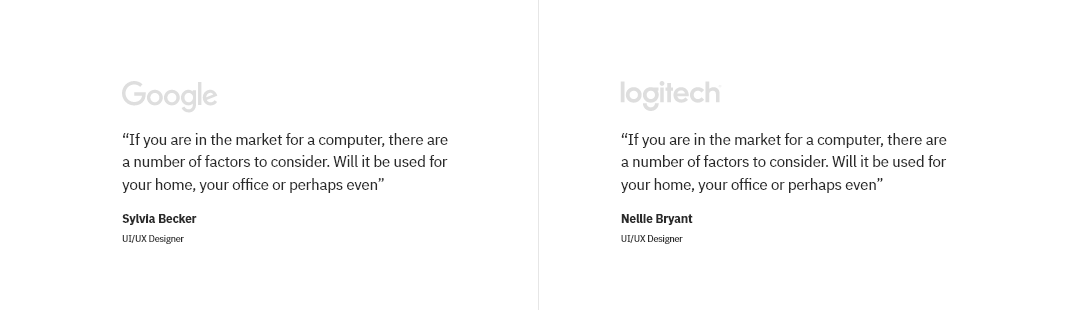 Google
“If you are in the market for a computer, there are
a number of factors to consider. Will it be used for
your home, your office or perhaps even”
Sylvia Becker
UI/UX Designer
logitech
“If you are in the market for a computer, there are
a number of factors to consider. Will it be used for
your home, your office or perhaps even”
Nellie Bryant
UI/UX Designer